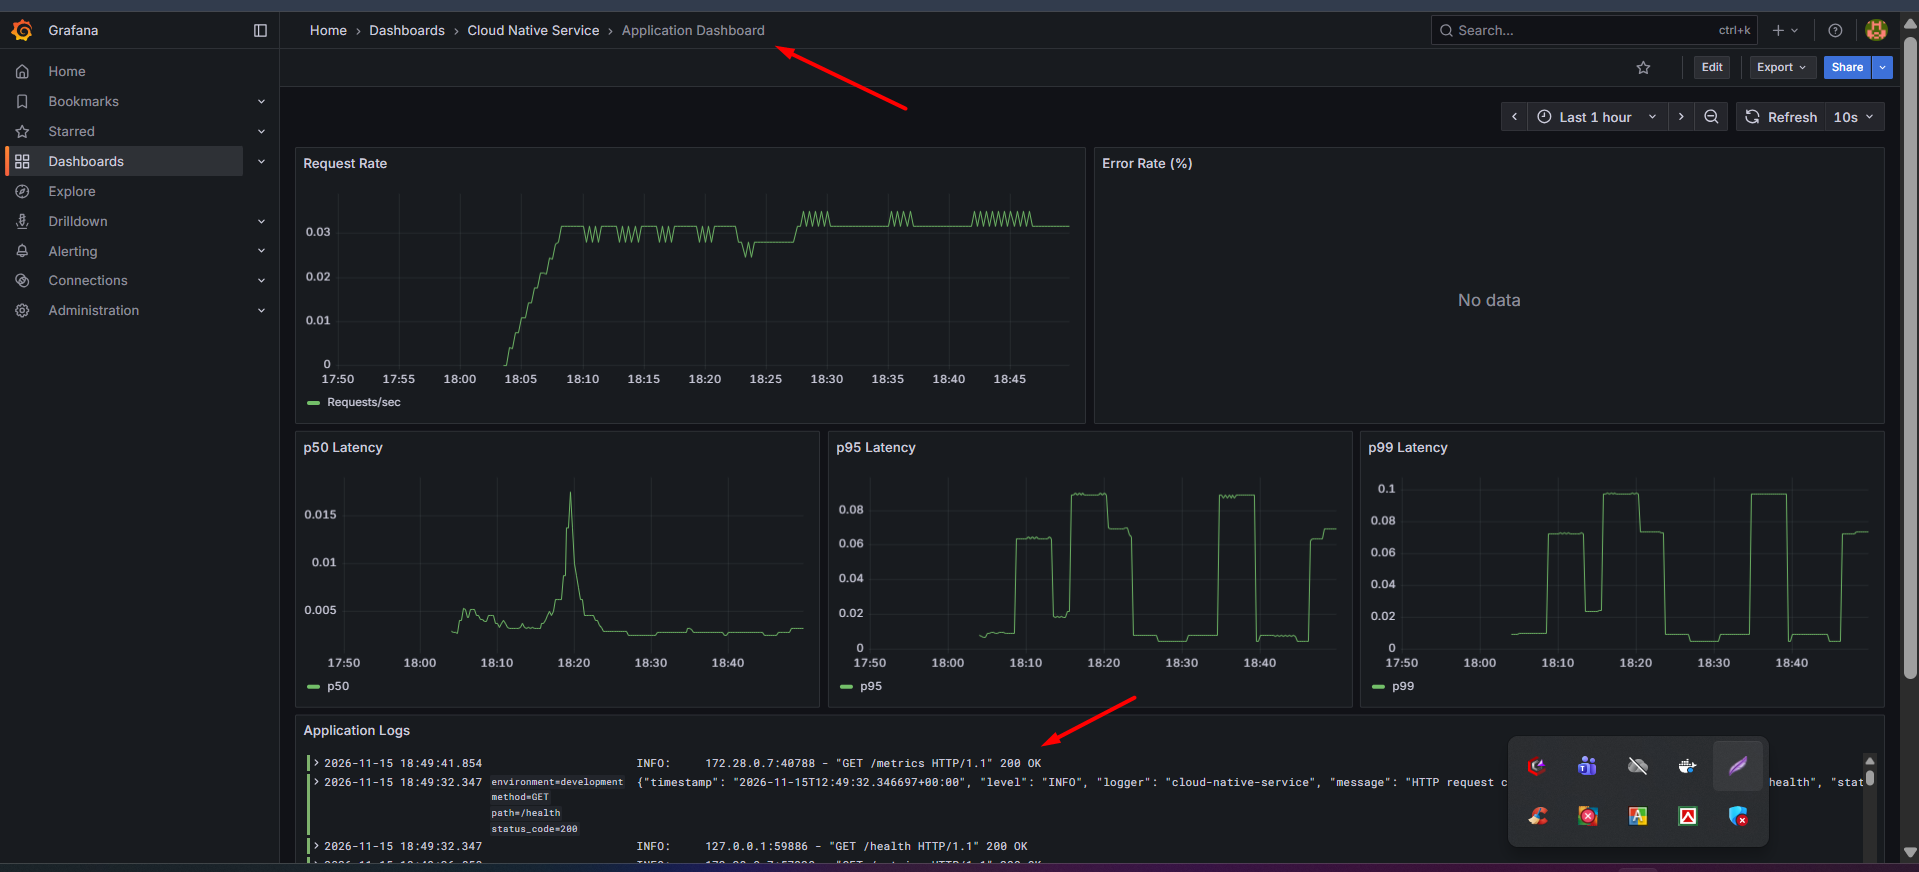 Grafana
Home › Dashboards › Cloud Native Service › Application Dashboard
Search...
ctrl+k
Home
Bookmarks
Starred
Dashboards
Explore
Drilldown
Alerting
Connections
Administration
Edit
Export
Share
Last 1 hour
Refresh
10s
Request Rate
0.03
0.02
0.01
0
17:50 17:55 18:00 18:05 18:10 18:15 18:20 18:25 18:30 18:35 18:40 18:45
Requests/sec
Error Rate (%)
No data
p50 Latency
0.015
0.01
0.005
17:50 18:00 18:10 18:20 18:30 18:40
p50
p95 Latency
0.08
0.06
0.04
0.02
0
17:50 18:00 18:10 18:20 18:30 18:40
p95
p99 Latency
0.1
0.08
0.06
0.04
0.02
0
17:50 18:00 18:10 18:20 18:30 18:40
p99
Application Logs
2026-11-15 18:49:41.854 INFO: 172.28.0.7:40788 - "GET /metrics HTTP/1.1" 200 OK
2026-11-15 18:49:32.347 environment=development {"timestamp": "2026-11-15T12:49:32.346697+00:00", "level": "INFO", "logger": "cloud-native-service", "message": "HTTP request c health", "stat
method=GET
path=/health
status_code=200
2026-11-15 18:49:32.347 INFO: 127.0.0.1:59886 - "GET /health HTTP/1.1" 200 OK